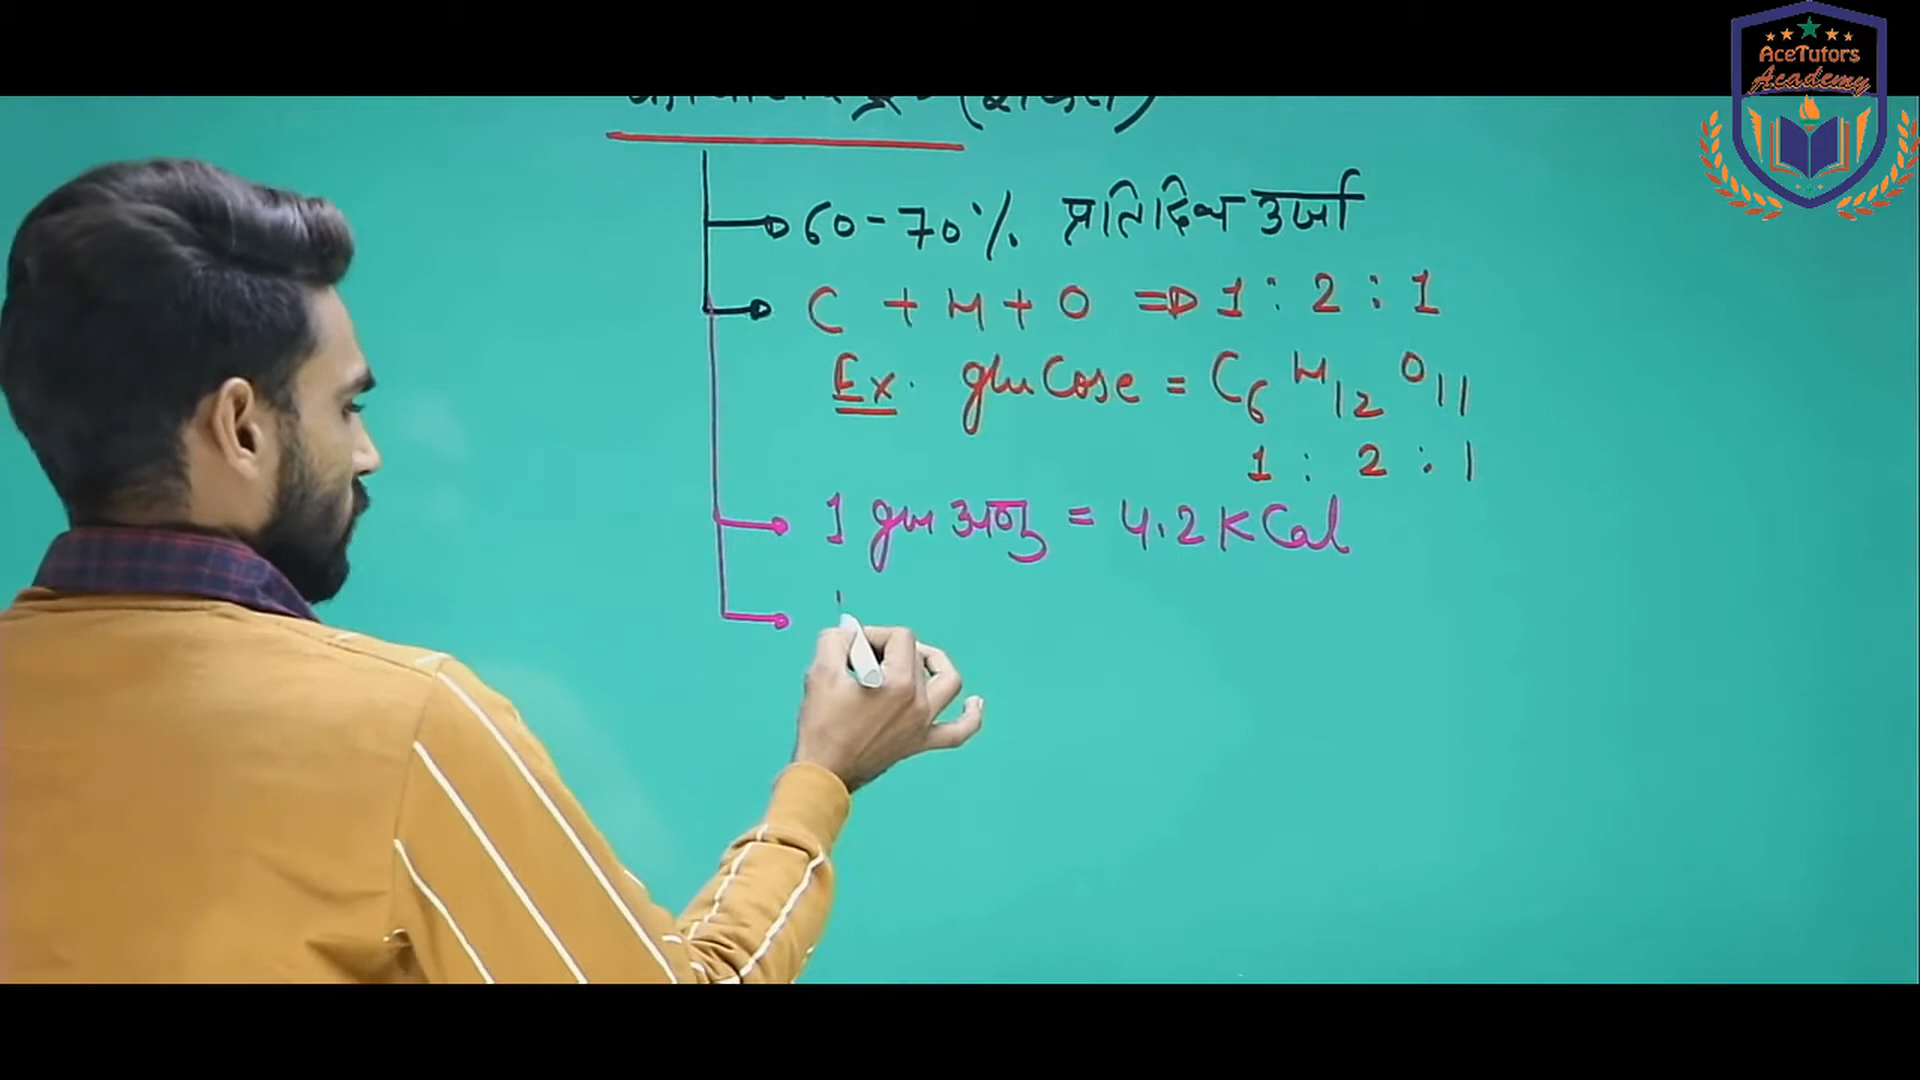 AceTutors
Academy
60-70% प्रतिदिन उर्जा
C + H + O ⇒ 1 : 2 : 1
Ex. gluCose = C6 H12 O11
1 : 2 : 1
1 gm अणु = 4.2 KCal